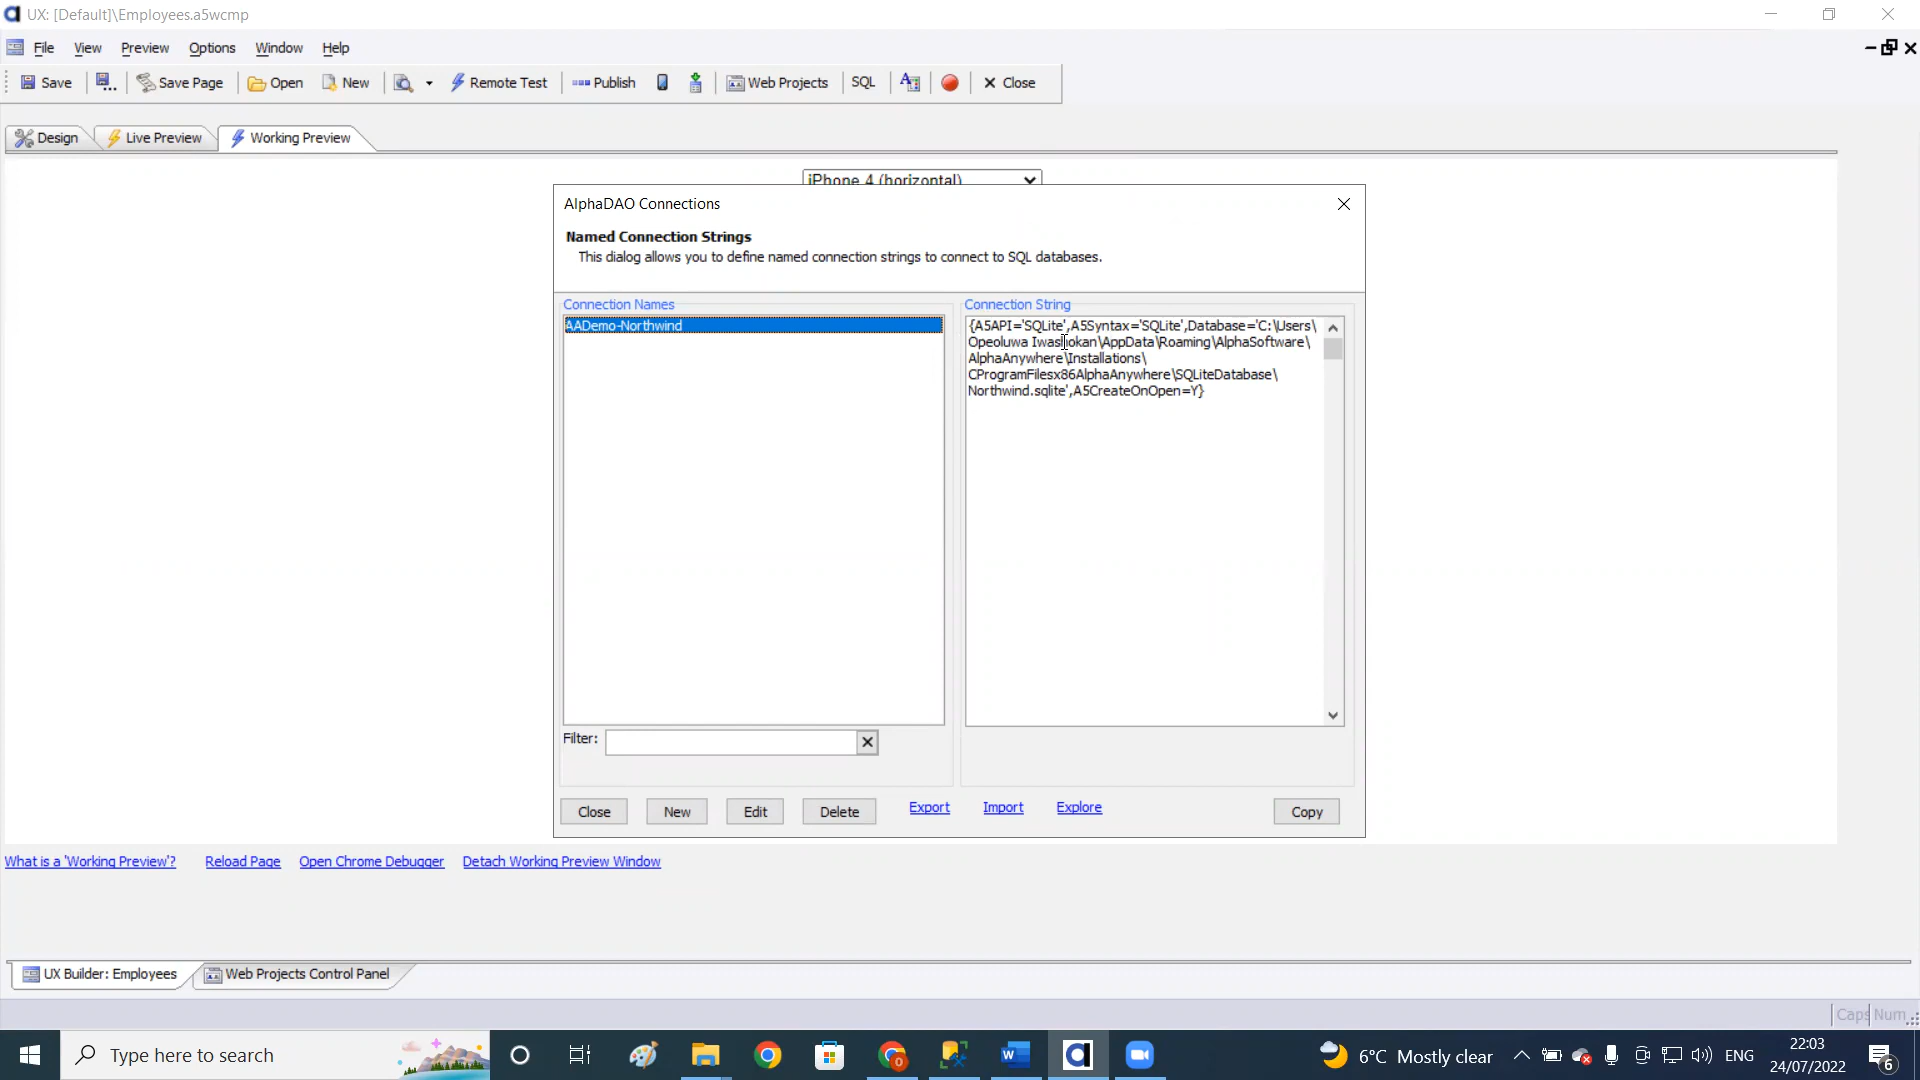 UX: [Default]\Employees.a5wcmp
File View Preview Options Window Help
Save Save Page Open New Remote Test Publish Web Projects SQL Close
Design Live Preview Working Preview
iPhone 4 (horizontal)
AlphaDAO Connections
Named Connection Strings
This dialog allows you to define named connection strings to connect to SQL databases.
Connection Names
AADemo-Northwind
Filter:
Connection String
{A5API='SQLite',A5Syntax='SQLite',Database='C:\Users\
Opeoluwa Iwasijokan\AppData\Roaming\AlphaSoftware\
AlphaAnywhere\Installations\
CProgramFilesx86AlphaAnywhere\SQLiteDatabase\
Northwind.sqlite',A5CreateOnOpen=Y}
Close New Edit Delete Export Import Explore Copy
What is a 'Working Preview'? Reload Page Open Chrome Debugger Detach Working Preview Window
UX Builder: Employees Web Projects Control Panel
Caps Num
Type here to search
6°C Mostly clear
ENG
22:03
24/07/2022
6